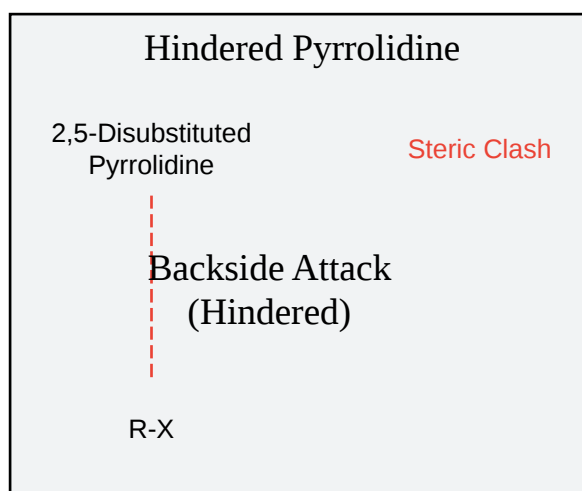 Hindered Pyrrolidine
2,5-Disubstituted
Pyrrolidine
Steric Clash
Backside Attack
(Hindered)
R-X